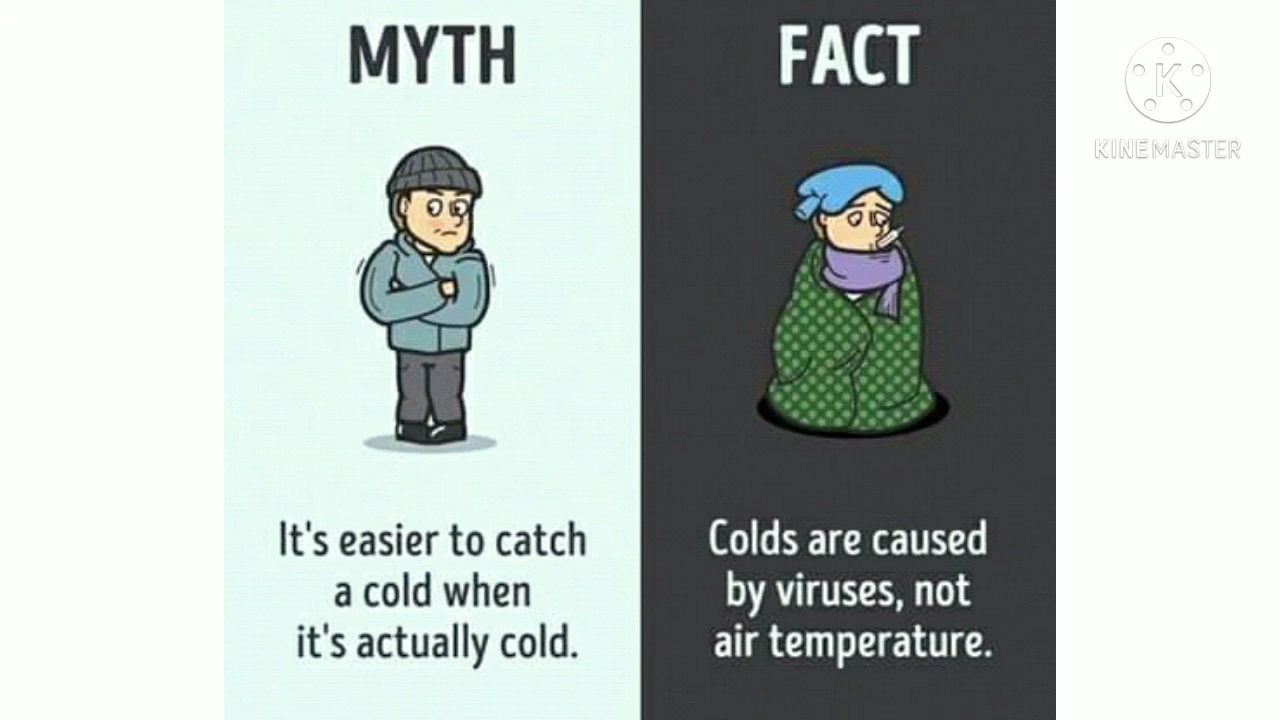 MYTH
It's easier to catch
a cold when
it's actually cold.
FACT
Colds are caused
by viruses, not
air temperature.
K
KINEMASTER